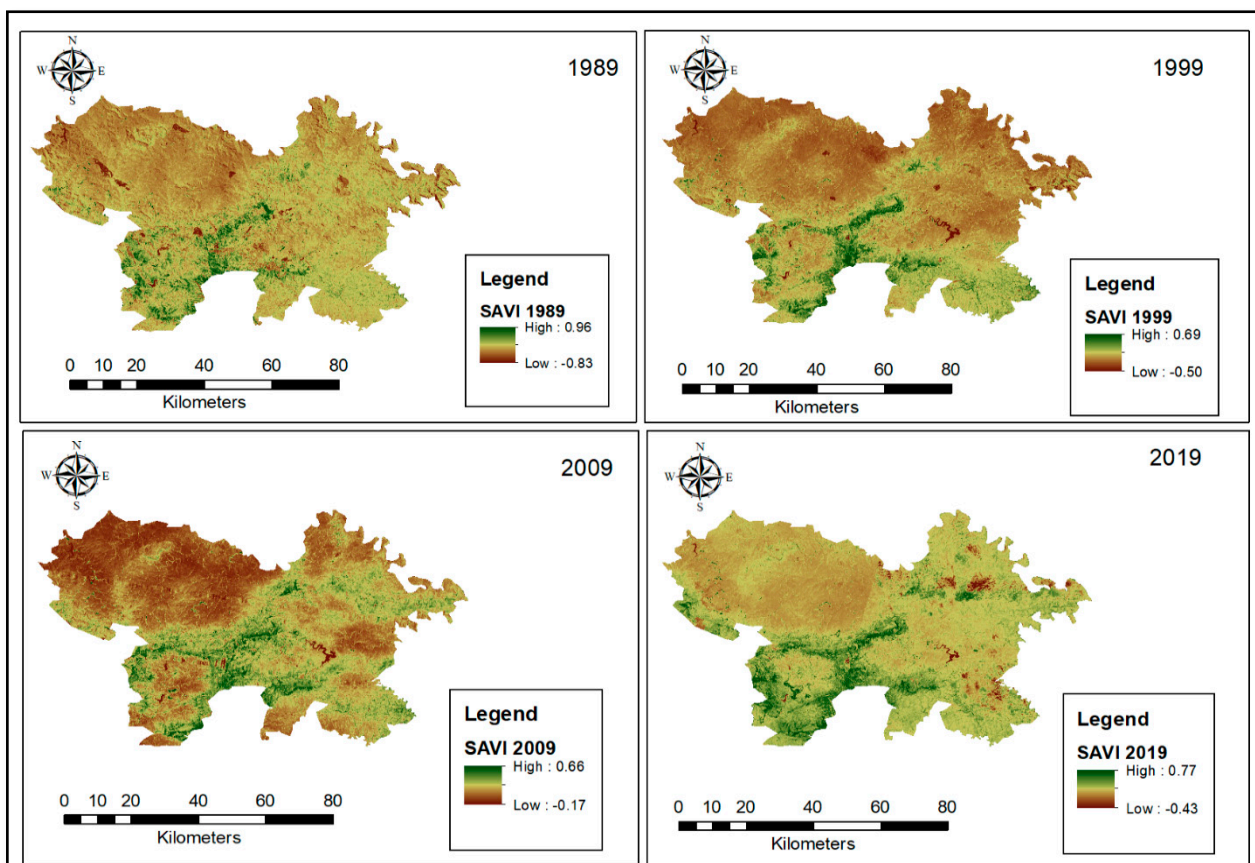 N
W E
S
1989
Legend
SAVI 1989
High : 0.96
Low : -0.83
0 10 20 40 60 80
Kilometers
N
W E
S
1999
Legend
SAVI 1999
High : 0.69
Low : -0.50
0 10 20 40 60 80
Kilometers
N
W E
S
2009
Legend
SAVI 2009
High : 0.66
Low : -0.17
0 10 20 40 60 80
Kilometers
N
W E
S
2019
Legend
SAVI 2019
High : 0.77
Low : -0.43
0 10 20 40 60 80
Kilometers